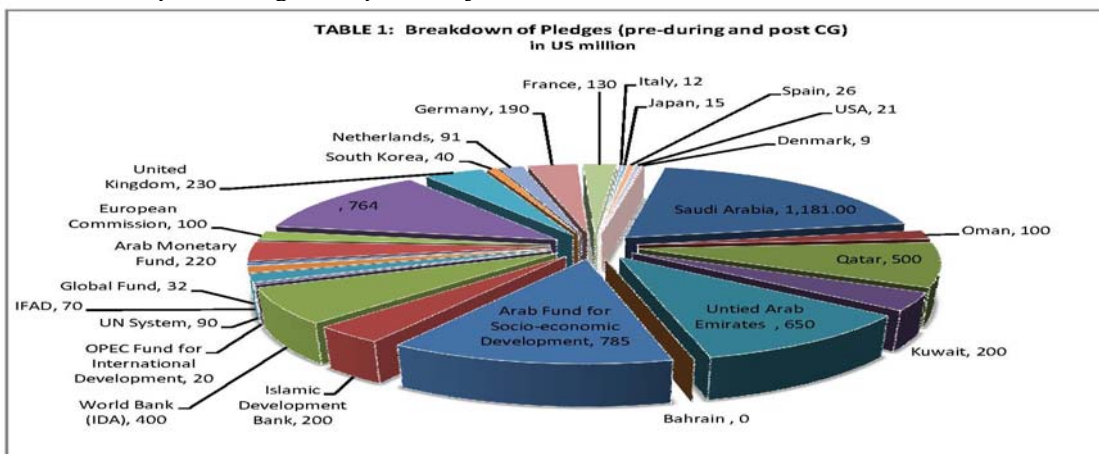 TABLE 1: Breakdown of Pledges (pre-during and post CG)
in US million
France, 130
Italy, 12
Spain, 26
Germany, 190
Japan, 15
USA, 21
Netherlands, 91
Denmark, 9
South Korea, 40
United
Kingdom, 230
, 764
Saudi Arabia, 1,181.00
European
Commission, 100
Oman, 100
Arab Monetary
Fund, 220
Qatar, 500
Global Fund, 32
IFAD, 70
UN System, 90
Arab Fund for
Socio-economic
Development, 785
Untied Arab
Emirates , 650
OPEC Fund for
International
Development, 20
Kuwait, 200
World Bank
(IDA), 400
Islamic
Development
Bank, 200
Bahrain , 0